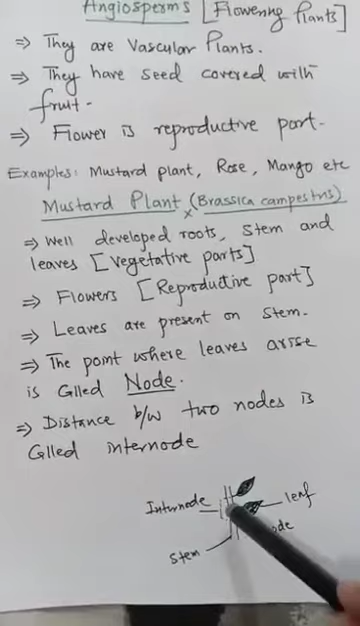 Angiosperms [Flowering Plants]
⇒ They are Vascular Plants.
⇒ They have seed covered with
fruit.
⇒ Flower is reproductive part.
Examples: Mustard plant, Rose, Mango etc
Mustard Plant (Brassica campestris)
⇒ Well developed roots, stem and
leaves [Vegetative parts]
⇒ Flowers [Reproductive part]
⇒ Leaves are present on stem.
⇒ The point where leaves arise
is Called Node.
⇒ Distance b/w two nodes is
Called internode
Internode
leaf
Stem